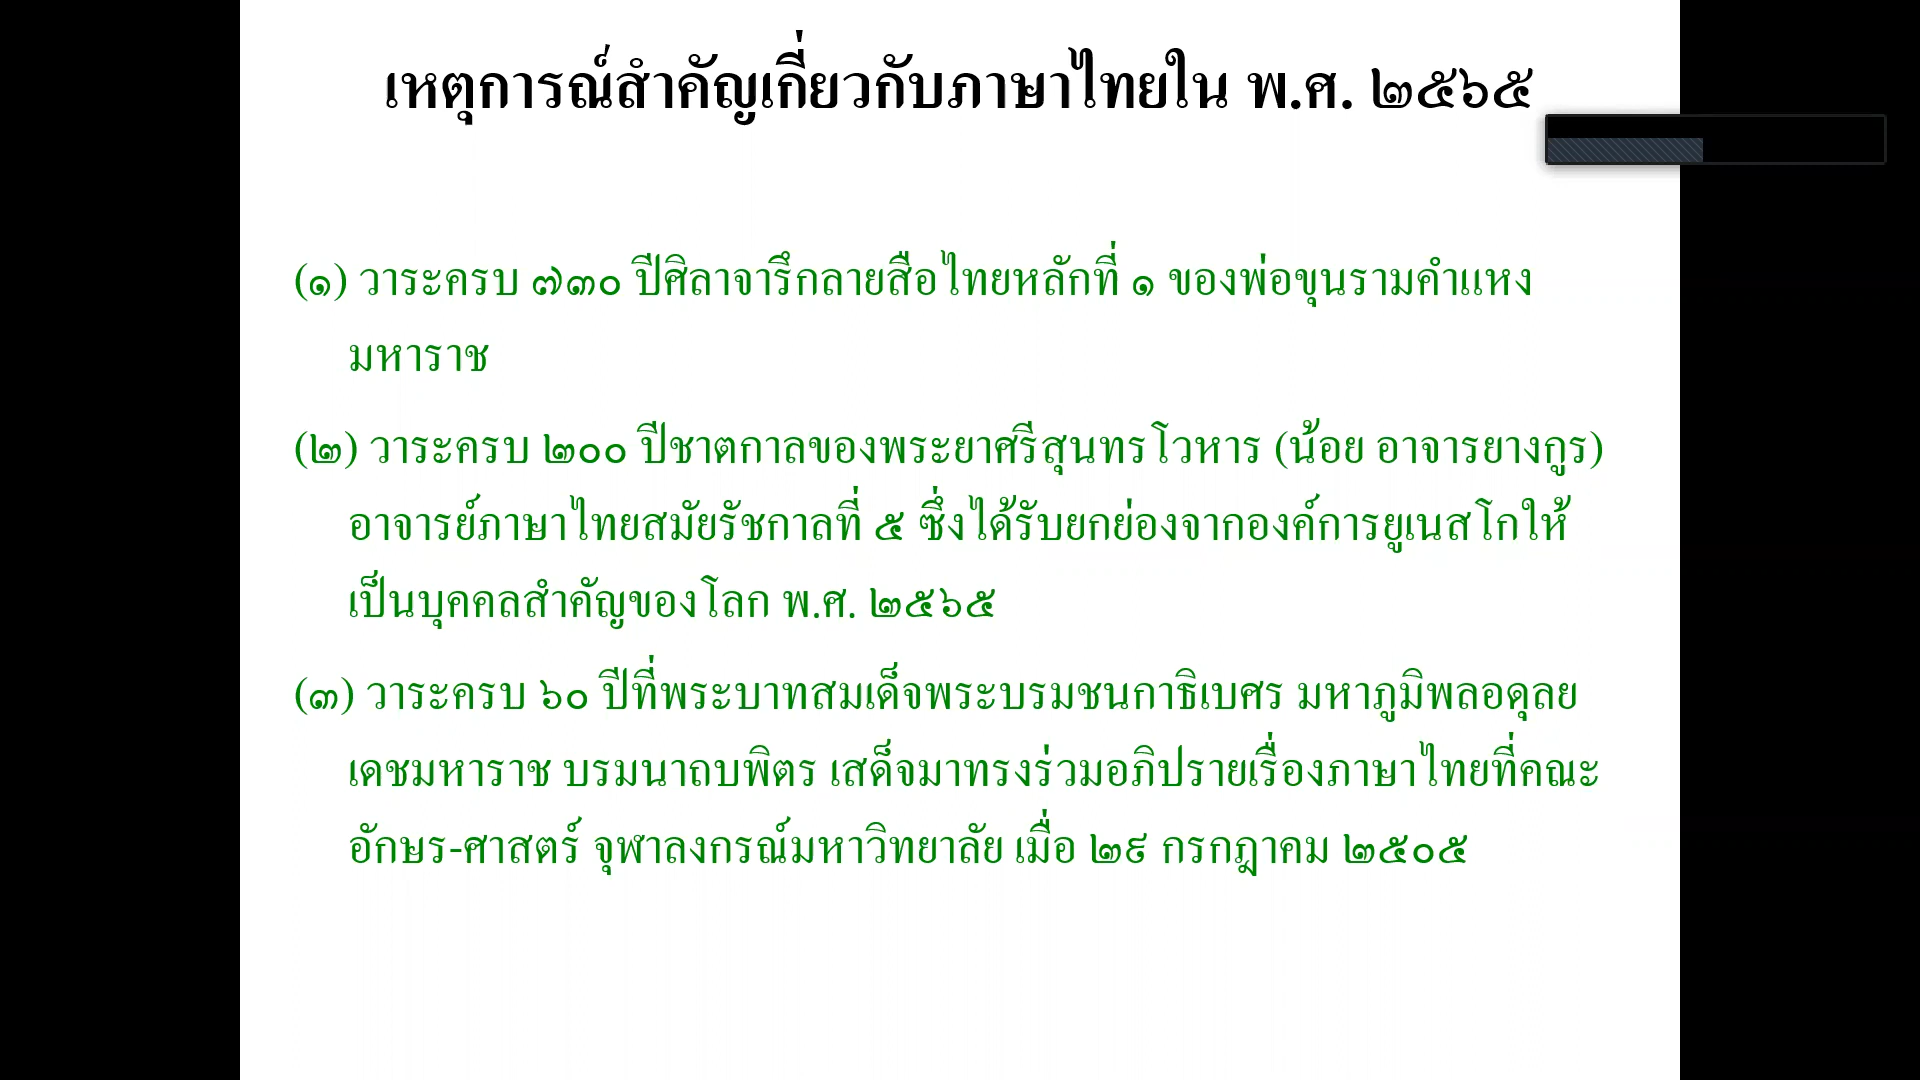 เหตุการณ์สำคัญเกี่ยวกับภาษาไทยใน พ.ศ. ๒๕๖๕
(๑) วาระครบ ๗๓๐ ปีศิลาจารึกลายสือไทยหลักที่ ๑ ของพ่อขุนรามคำแหง
มหาราช
(๒) วาระครบ ๒๐๐ ปีชาตกาลของพระยาศรีสุนทรโวหาร (น้อย อาจารยางกูร)
อาจารย์ภาษาไทยสมัยรัชกาลที่ ๕ ซึ่งได้รับยกย่องจากองค์การยูเนสโกให้
เป็นบุคคลสำคัญของโลก พ.ศ. ๒๕๖๕
(๓) วาระครบ ๖๐ ปีที่พระบาทสมเด็จพระบรมชนกาธิเบศร มหาภูมิพลอดุลย
เดชมหาราช บรมนาถบพิตร เสด็จมาทรงร่วมอภิปรายเรื่องภาษาไทยที่คณะ
อักษร-ศาสตร์ จุฬาลงกรณ์มหาวิทยาลัย เมื่อ ๒๙ กรกฎาคม ๒๕๐๕